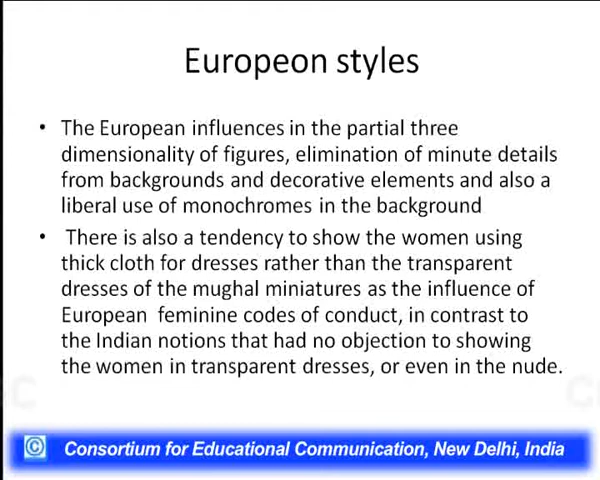 Europeon styles
• The European influences in the partial three
dimensionality of figures, elimination of minute details
from backgrounds and decorative elements and also a
liberal use of monochromes in the background
• There is also a tendency to show the women using
thick cloth for dresses rather than the transparent
dresses of the mughal miniatures as the influence of
European feminine codes of conduct, in contrast to
the Indian notions that had no objection to showing
the women in transparent dresses, or even in the nude.
© Consortium for Educational Communication, New Delhi, India